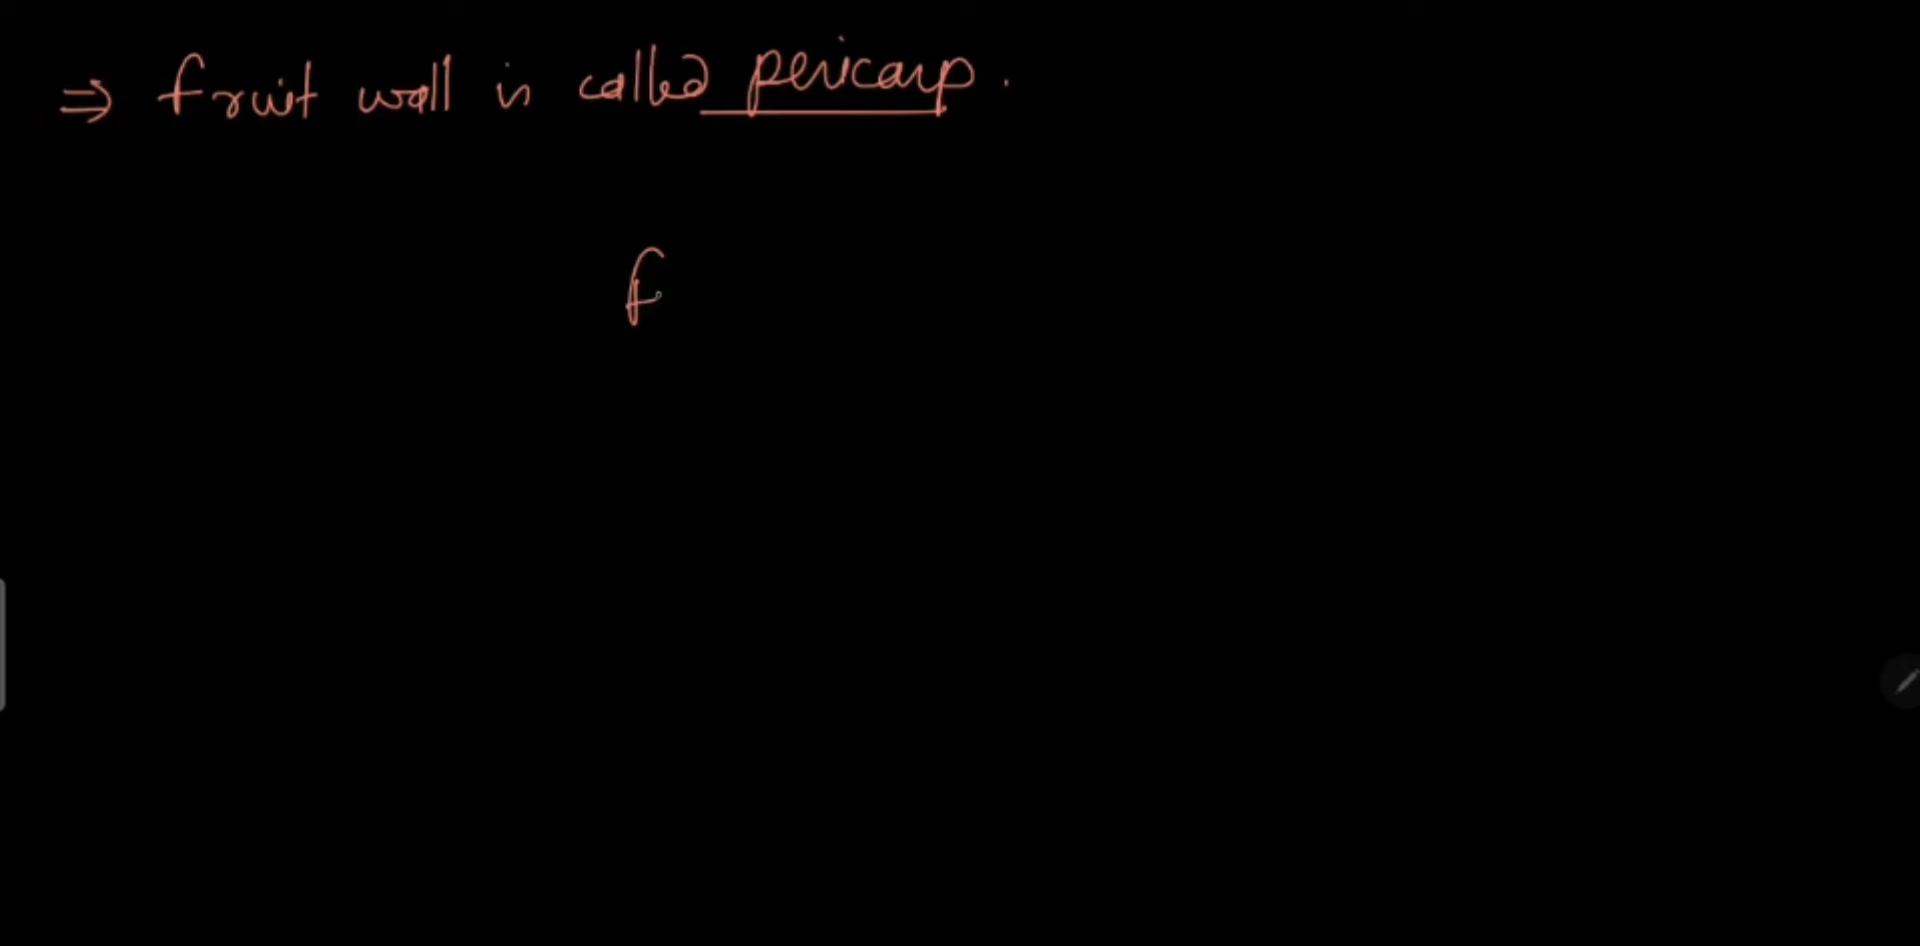 ⇒ fruit wall is called pericarp.
f